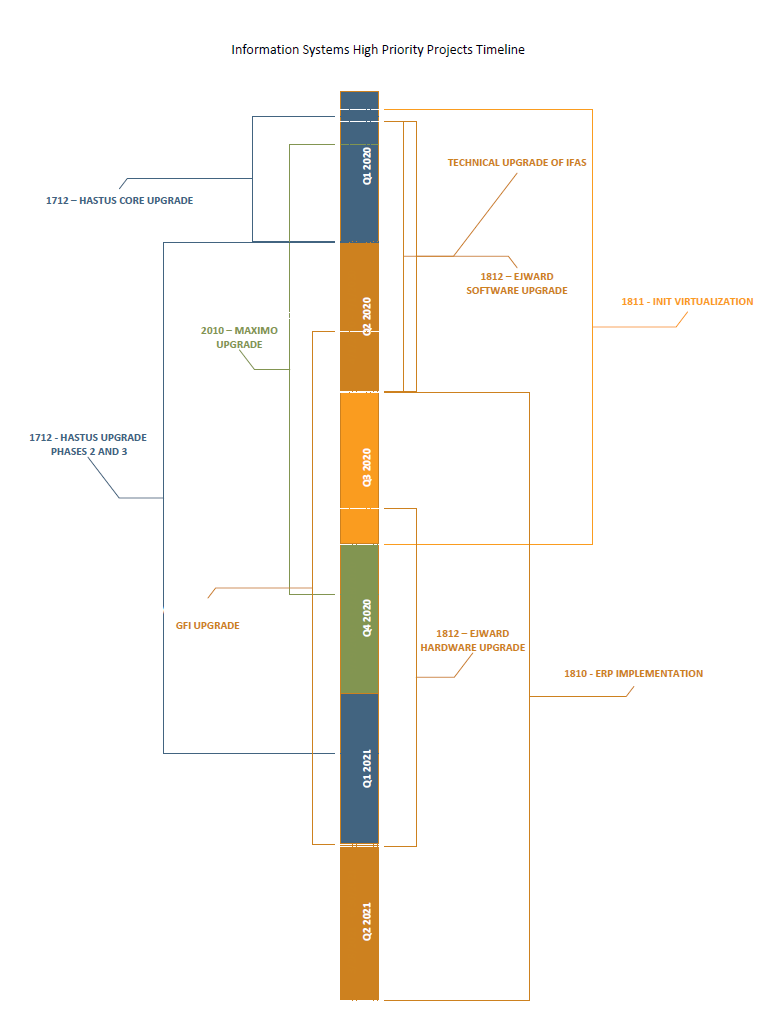 Information Systems High Priority Projects Timeline
Q1 2020
TECHNICAL UPGRADE OF IFAS
1712 – HASTUS CORE UPGRADE
1812 – EJWARD
SOFTWARE UPGRADE
1811 - INIT VIRTUALIZATION
Q2 2020
2010 – MAXIMO
UPGRADE
1712 - HASTUS UPGRADE
PHASES 2 AND 3
Q3 2020
Q4 2020
GFI UPGRADE
1812 – EJWARD
HARDWARE UPGRADE
1810 - ERP IMPLEMENTATION
Q1 2021
Q2 2021